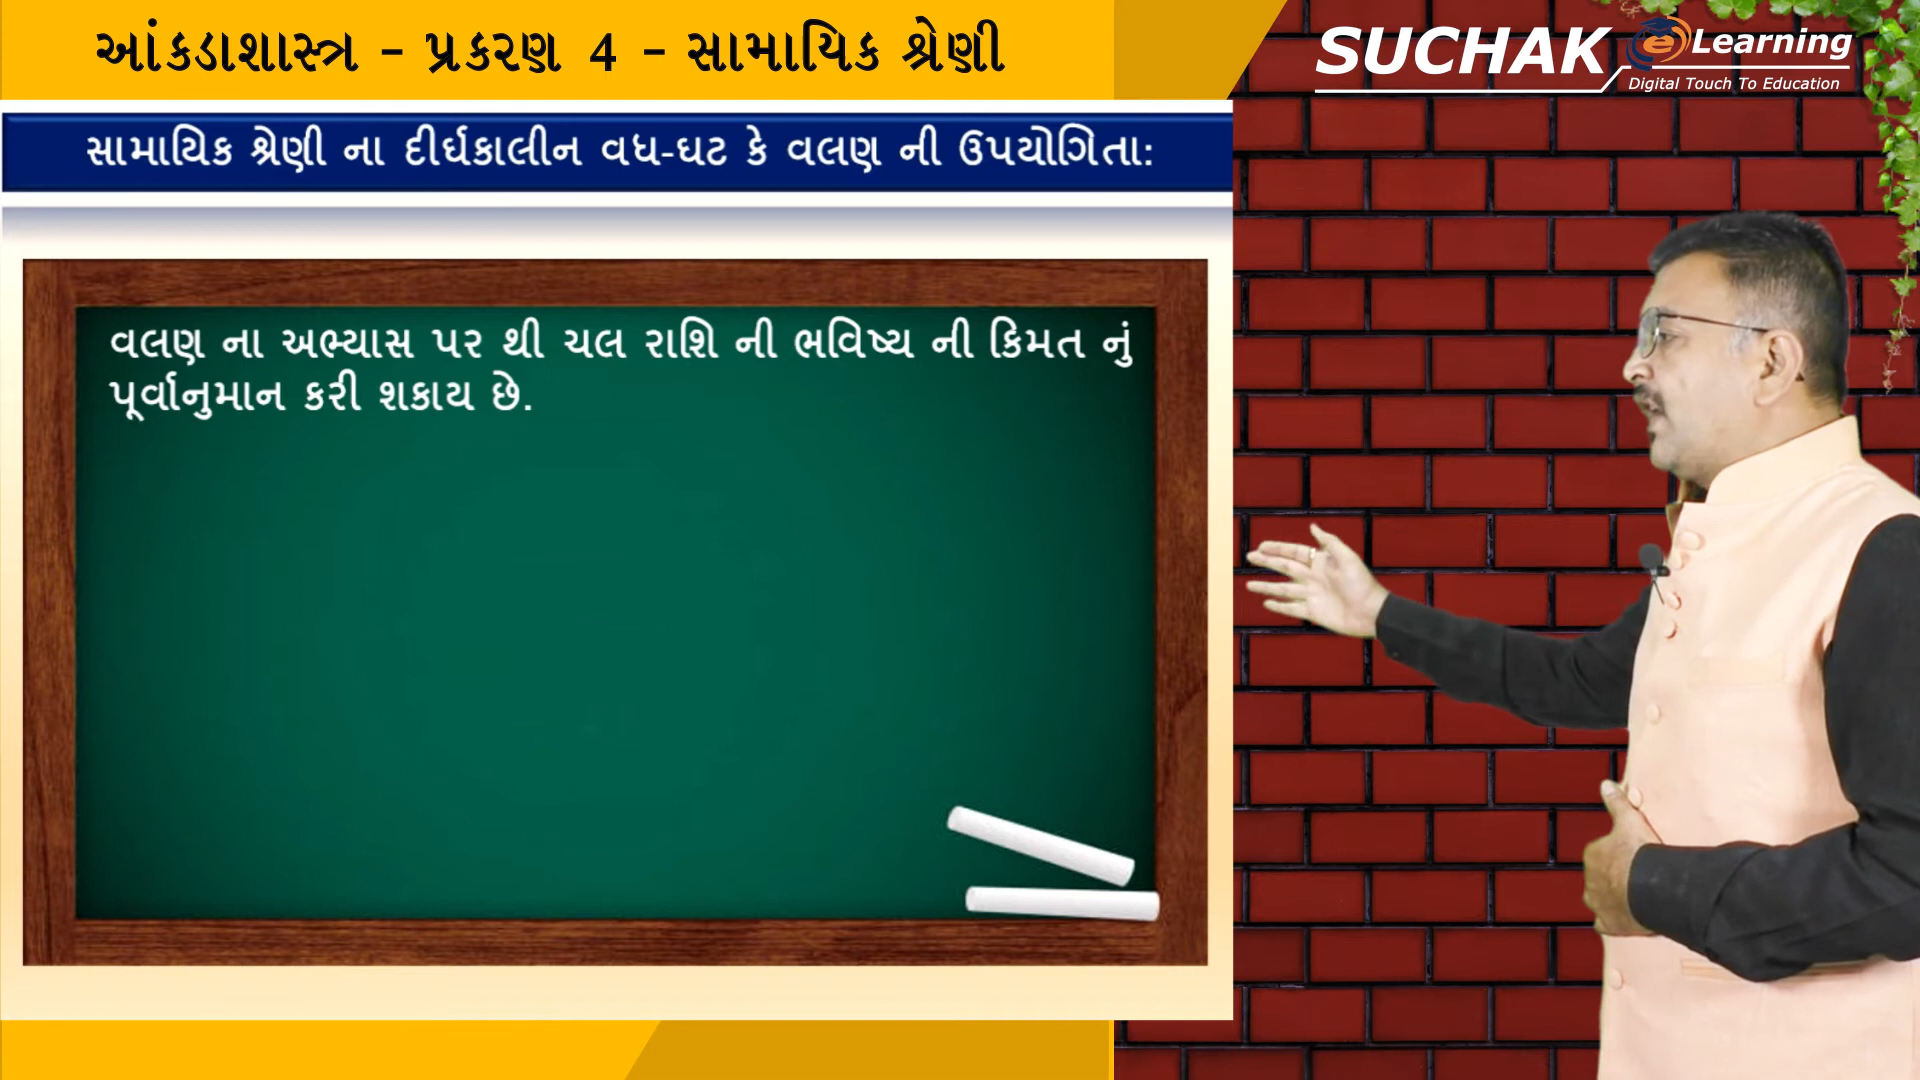 આંકડાશાસ્ત્ર - પ્રકરણ 4 - સામાયિક શ્રેણી
SUCHAK eLearning
Digital Touch To Education
સામાયિક શ્રેણી ના દીર્ઘકાલીન વધ-ઘટ કે વલણ ની ઉપયોગિતા:
વલણ ના અભ્યાસ પર થી ચલ રાશિ ની ભવિષ્ય ની કિમત નું
પૂર્વાનુમાન કરી શકાય છે.